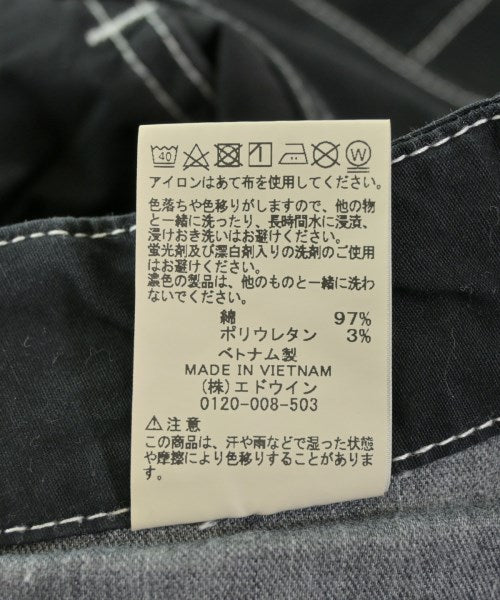 40 W
アイロンはあて布を使用してください。
色落ちや色移りがしますので、他の物
と一緒に洗ったり、長時間水に浸漬、
浸けおき洗いはお避けください。
蛍光剤及び漂白剤入りの洗剤のご使用
はお避けください。
濃色の製品は、他のものと一緒に洗わ
ないでください。
綿 97%
ポリウレタン 3%
ベトナム製
MADE IN VIETNAM
(株)エドウイン
0120-008-503
⚠注意
この商品は、汗や雨などで湿った状態
や摩擦により色移りすることがありま
す。